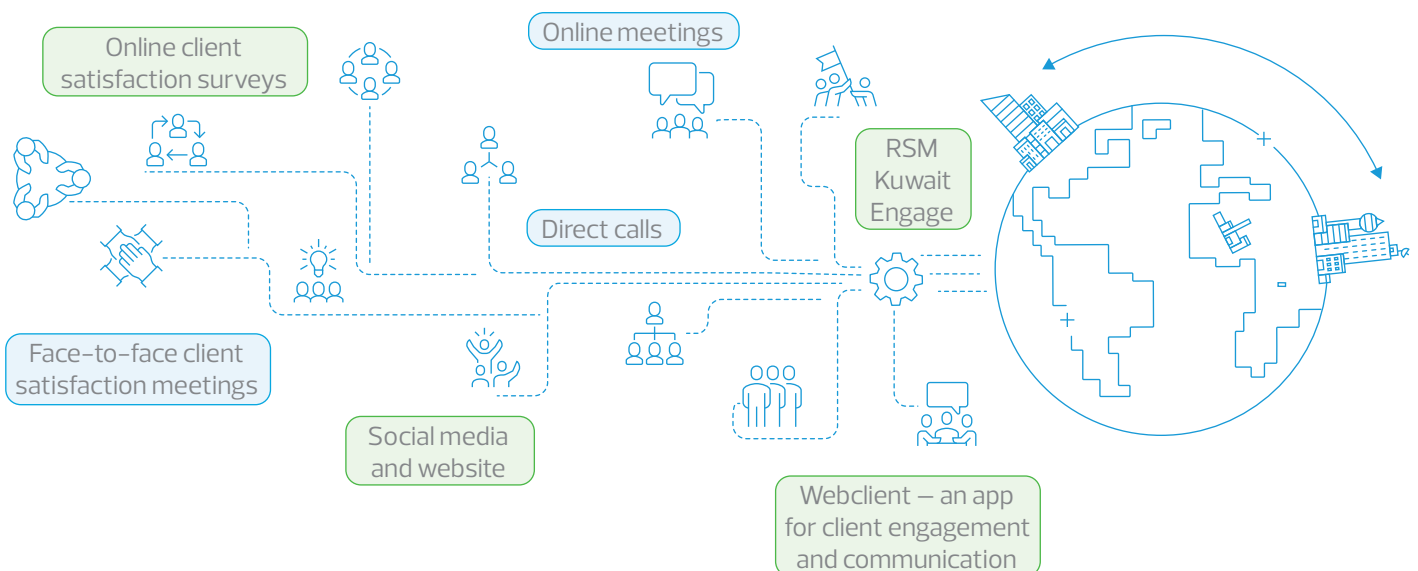 Online client
satisfaction surveys
Online meetings
RSM
Kuwait
Engage
Direct calls
Face-to-face client
satisfaction meetings
Social media
and website
Webclient – an app
for client engagement
and communication